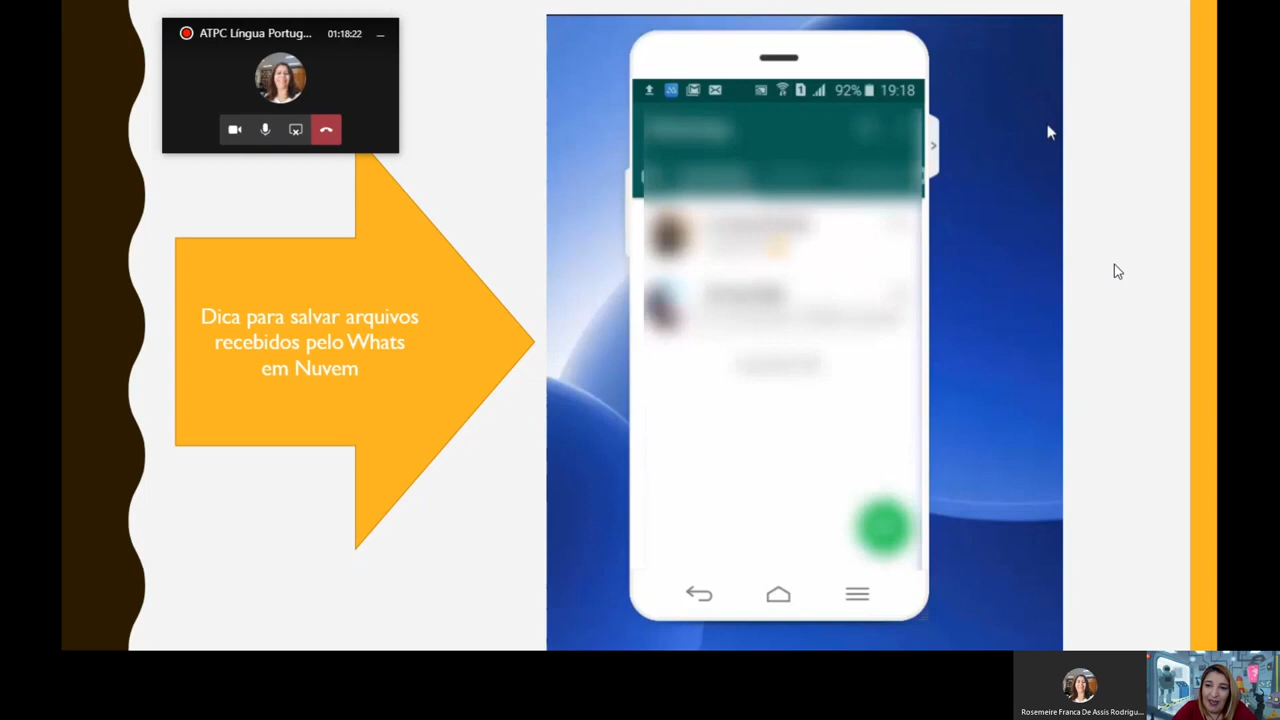 ATPC Língua Portug...
01:18:22
92% 19:18
Dica para salvar arquivos
recebidos pelo Whats
em Nuvem
Rosemeire Franca De Assis Rodrigu...